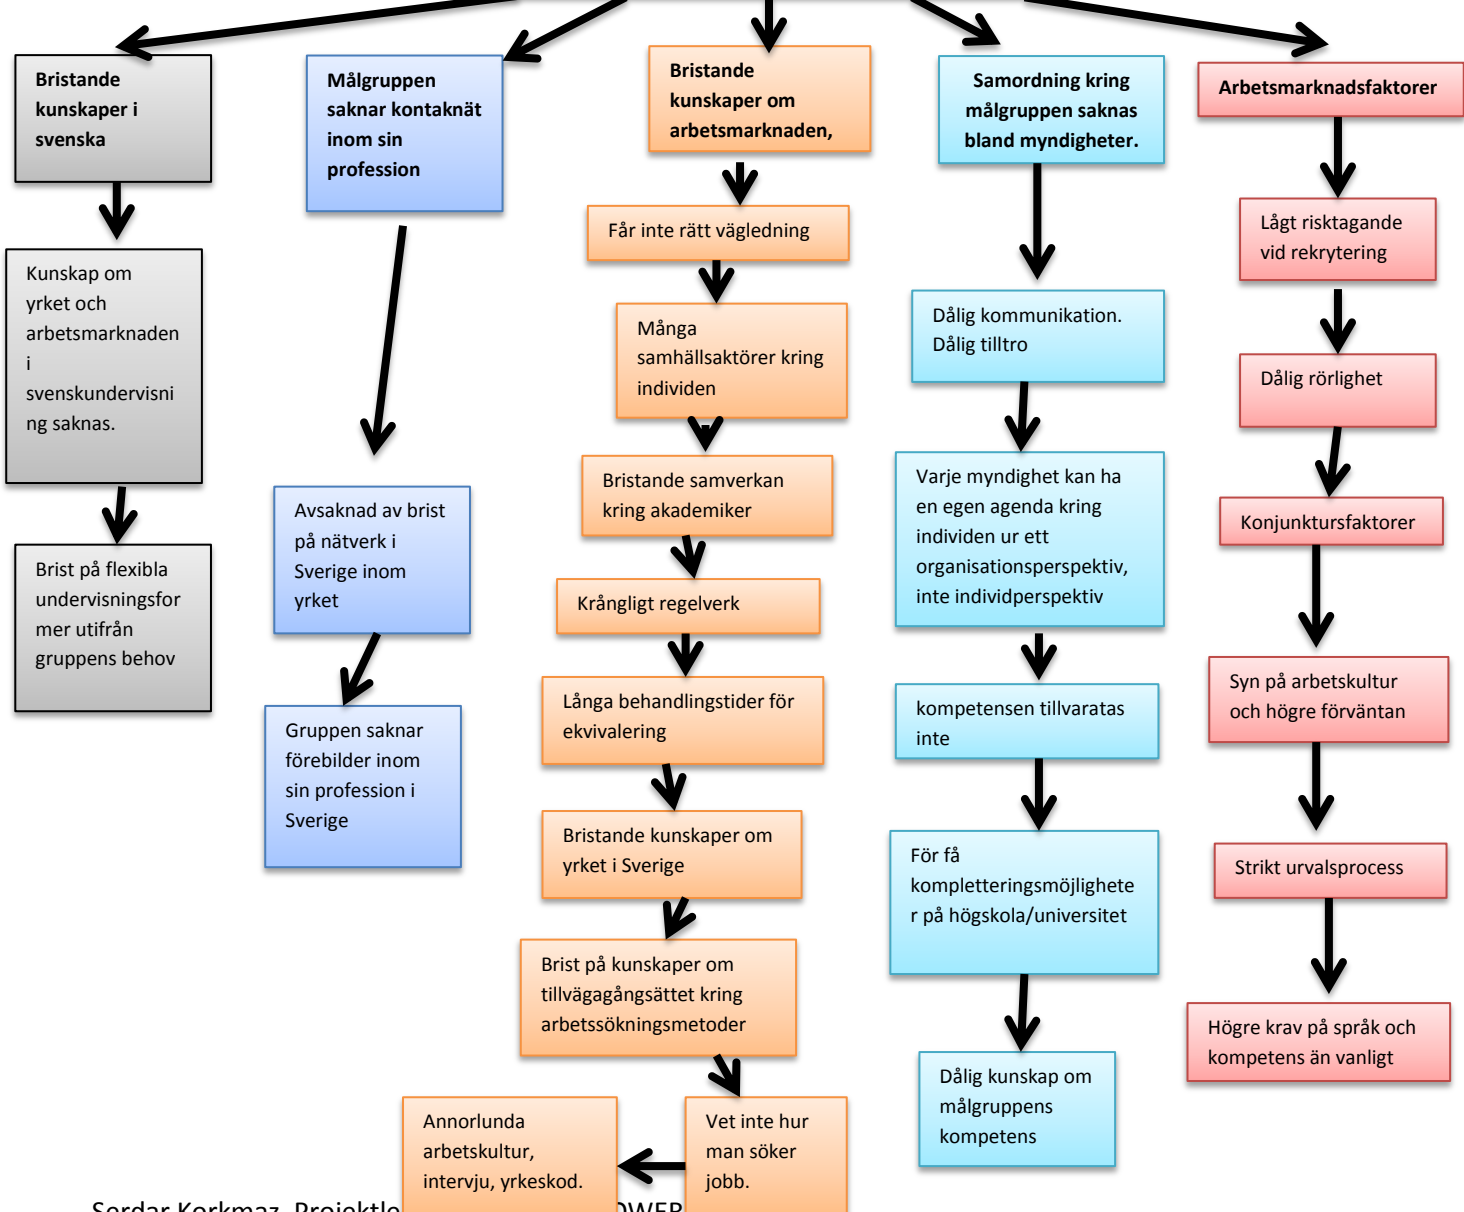 Bristande
kunskaper i
svenska
Kunskap om
yrket och
arbetsmarknaden
i
svenskundervisni
ng saknas.
Brist på flexibla
undervisningsfor
mer utifrån
gruppens behov
Målgruppen
saknar kontaknät
inom sin
profession
Avsaknad av brist
på nätverk i
Sverige inom
yrket
Gruppen saknar
förebilder inom
sin profession i
Sverige
Bristande
kunskaper om
arbetsmarknaden,
Får inte rätt vägledning
Många
samhällsaktörer kring
individen
Bristande samverkan
kring akademiker
Krångligt regelverk
Långa behandlingstider för
ekvivalering
Bristande kunskaper om
yrket i Sverige
Brist på kunskaper om
tillvägagångsättet kring
arbetssökningsmetoder
Vet inte hur
man söker
jobb.
Annorlunda
arbetskultur,
intervju, yrkeskod.
Samordning kring
målgruppen saknas
bland myndigheter.
Dålig kommunikation.
Dålig tilltro
Varje myndighet kan ha
en egen agenda kring
individen ur ett
organisationsperspektiv,
inte individperspektiv
kompetensen tillvaratas
inte
För få
kompletteringsmöjlighete
r på högskola/universitet
Dålig kunskap om
målgruppens
kompetens
Arbetsmarknadsfaktorer
Lågt risktagande
vid rekrytering
Dålig rörlighet
Konjunktursfaktorer
Syn på arbetskultur
och högre förväntan
Strikt urvalsprocess
Högre krav på språk och
kompetens än vanligt
Serdar Korkmaz